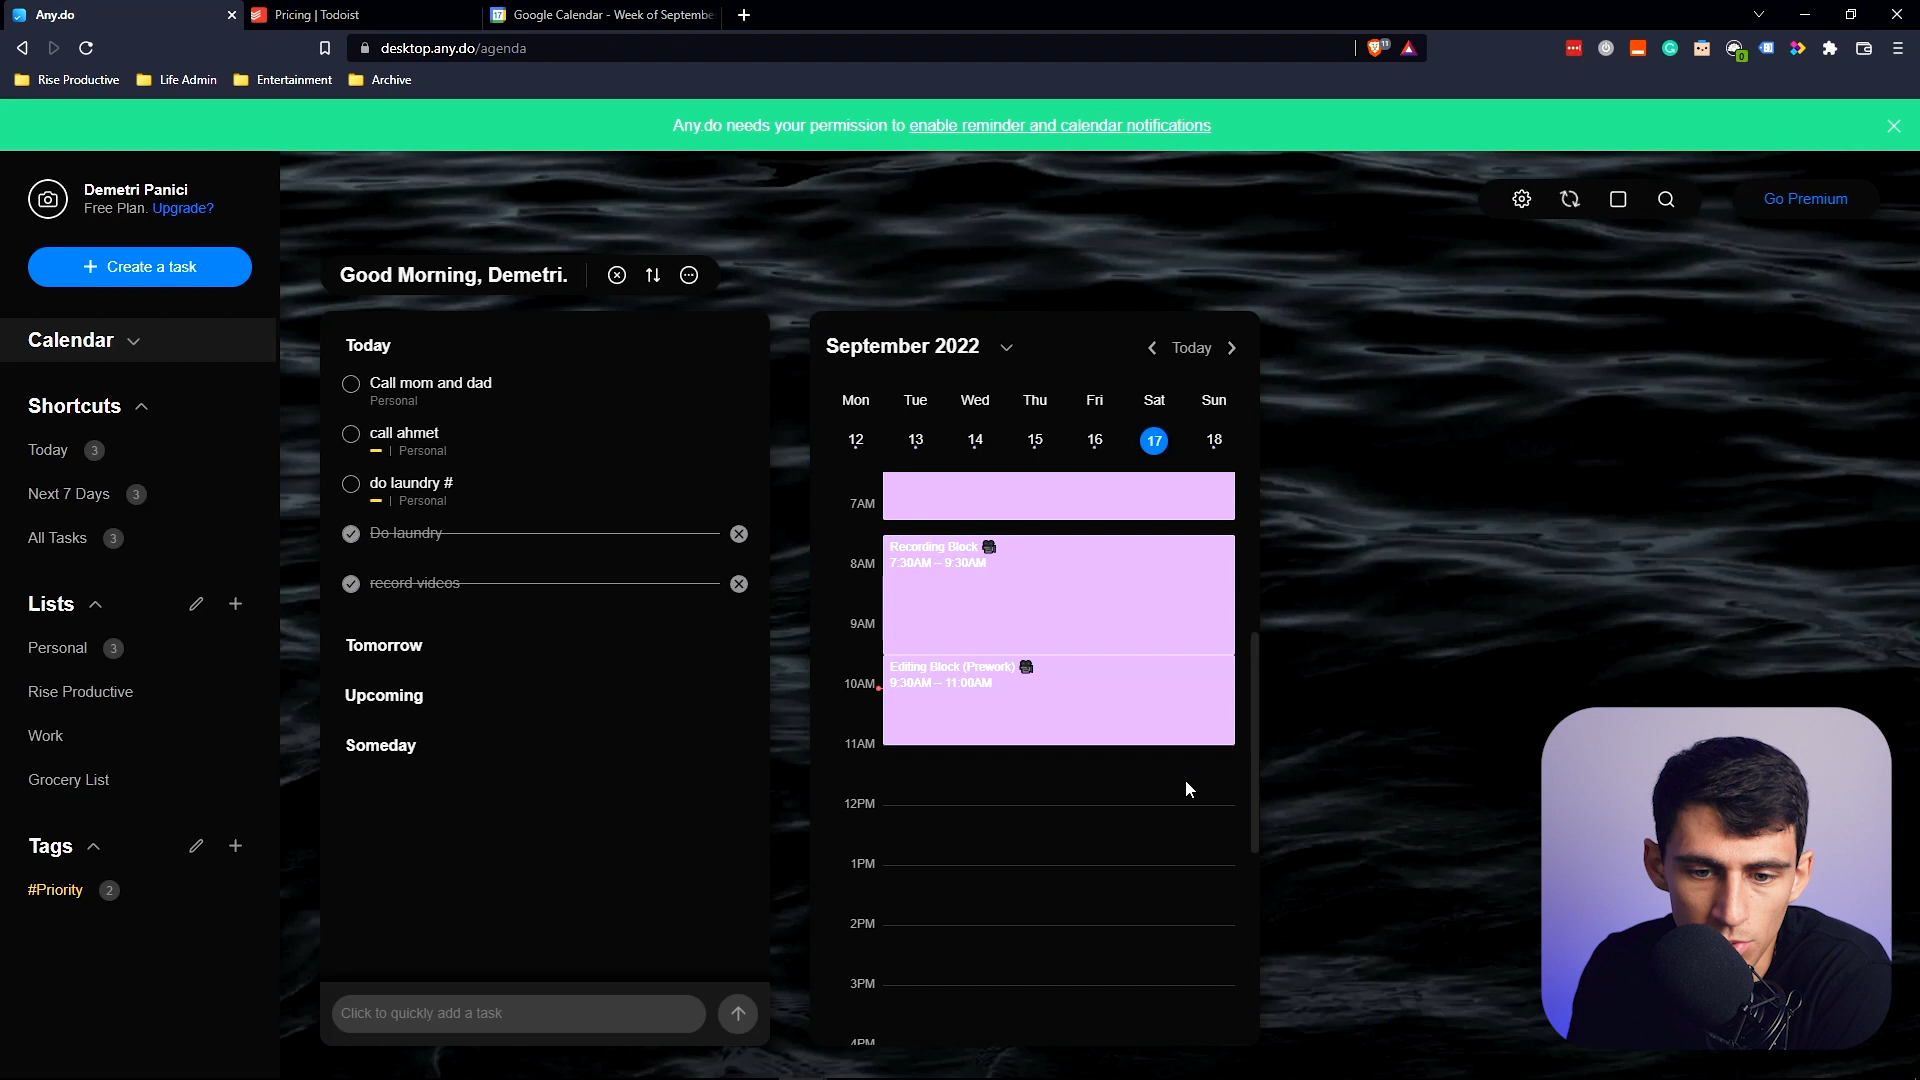 Any.do
Pricing | Todoist
Google Calendar - Week of Septembe
desktop.any.do/agenda
11
0
Rise Productive
Life Admin
Entertainment
Archive
Any.do needs your permission to enable reminder and calendar notifications
Demetri Panici
Free Plan. Upgrade?
Create a task
Calendar
Shortcuts
Today 3
Next 7 Days 3
All Tasks 3
Lists
Personal 3
Rise Productive
Work
Grocery List
Tags
#Priority 2
Go Premium
Good Morning, Demetri.
Today
Call mom and dad
Personal
call ahmet
| Personal
do laundry #
| Personal
Do laundry
record videos
Tomorrow
Upcoming
Someday
Click to quickly add a task
September 2022
Today
Mon Tue Wed Thu Fri Sat Sun
12 13 14 15 16 17 18
7AM
Recording Block
7:30AM – 9:30AM
8AM
9AM
Editing Block (Prework)
9:30AM – 11:00AM
10AM
11AM
12PM
1PM
2PM
3PM
4PM